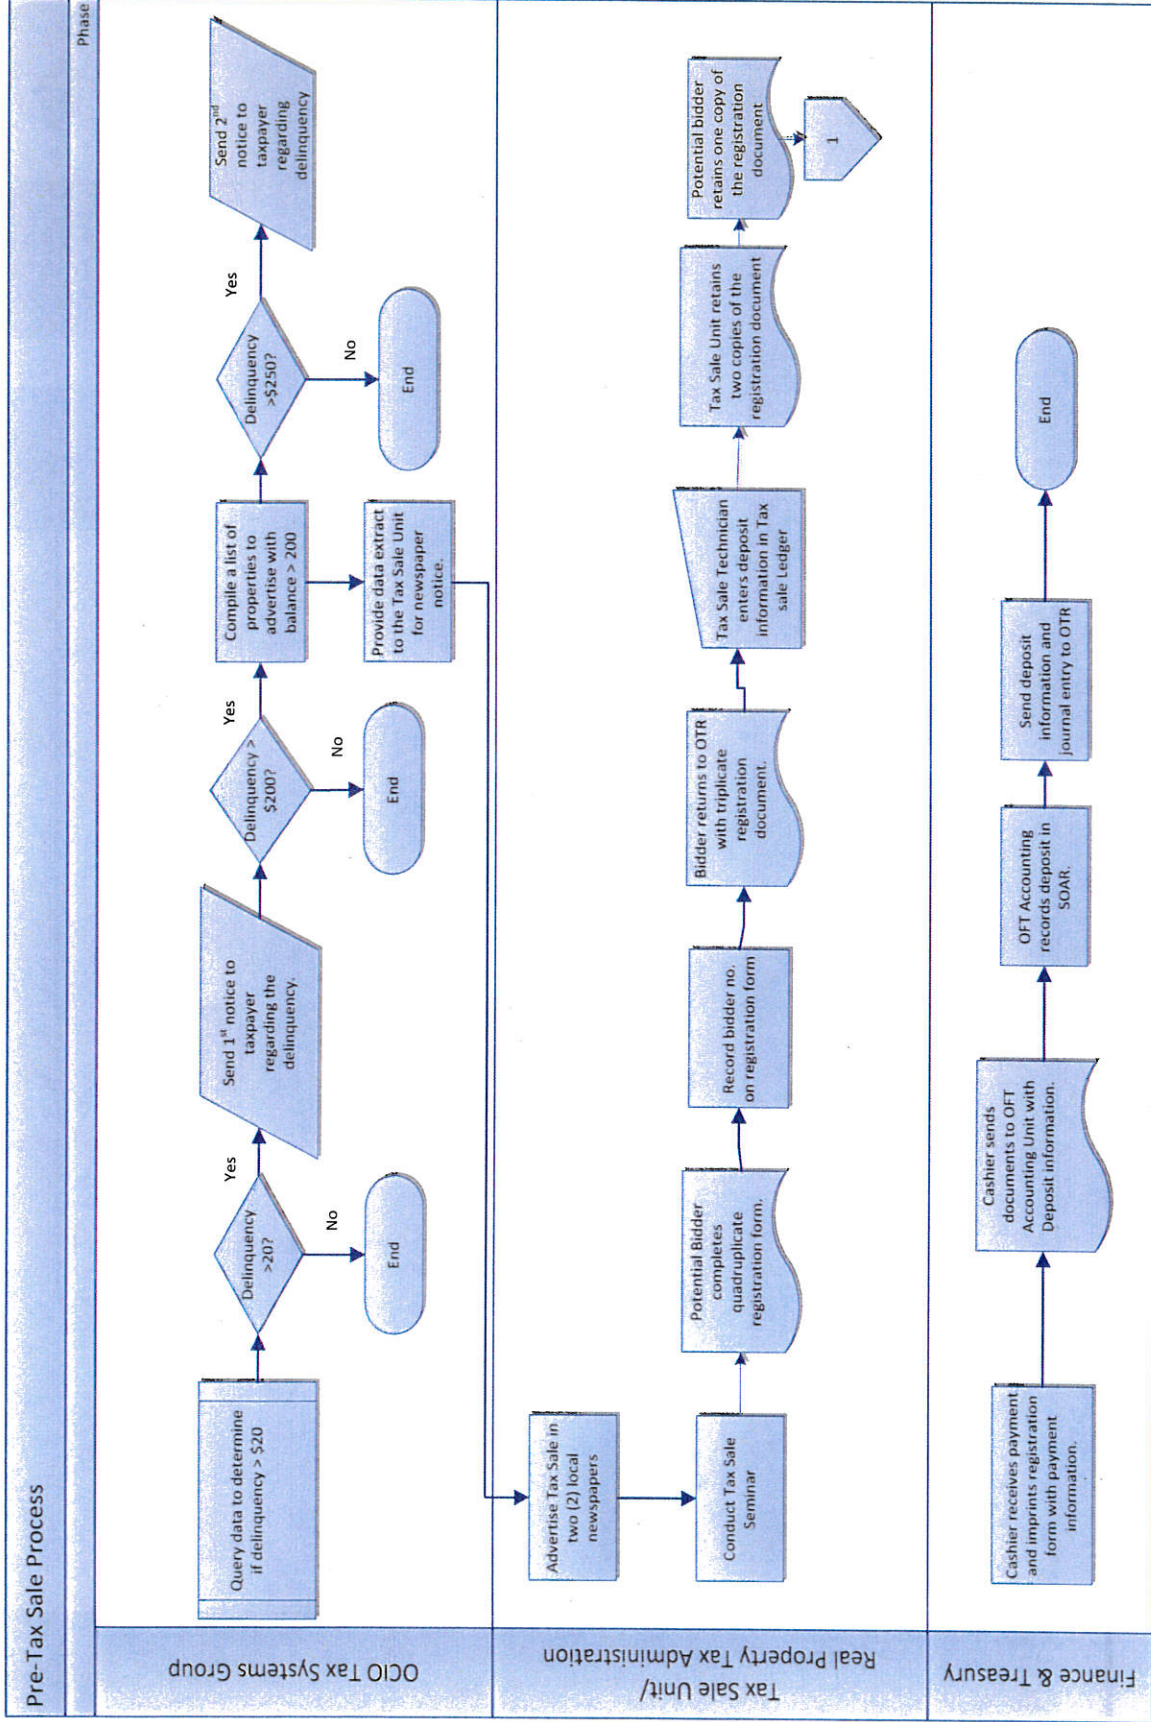 Pre-Tax Sale Process
Phase
OCIO Tax Systems Group
Query data to determine
if delinquency > $20
Delinquency
>20?
Yes
No
End
Send 1st notice to
taxpayer
regarding the
delinquency.
Delinquency >
$200?
Yes
No
End
Compile a list of
properties to
advertise with
balance > 200
Provide data extract
to the Tax Sale Unit
for newspaper
notice.
Delinquency
>$250?
Yes
No
End
Send 2nd
notice to
taxpayer
regarding
delinquency
Tax Sale Unit/
Real Property Tax Administration
Advertise Tax Sale in
two (2) local
newspapers
Conduct Tax Sale
Seminar
Potential Bidder
completes
quadruplicate
registration form.
Record bidder no.
on registration form
Bidder returns to OTR
with triplicate
registration
document.
Tax Sale Technician
enters deposit
information in Tax
sale Ledger
Tax Sale Unit retains
two copies of the
registration document
Potential bidder
retains one copy of
the registration
document
1
Finance & Treasury
Cashier receives payment
and imprints registration
form with payment
information.
Cashier sends
documents to OFT
Accounting Unit with
Deposit information.
OFT Accounting
records deposit in
SOAR.
Send deposit
information and
journal entry to OTR
End